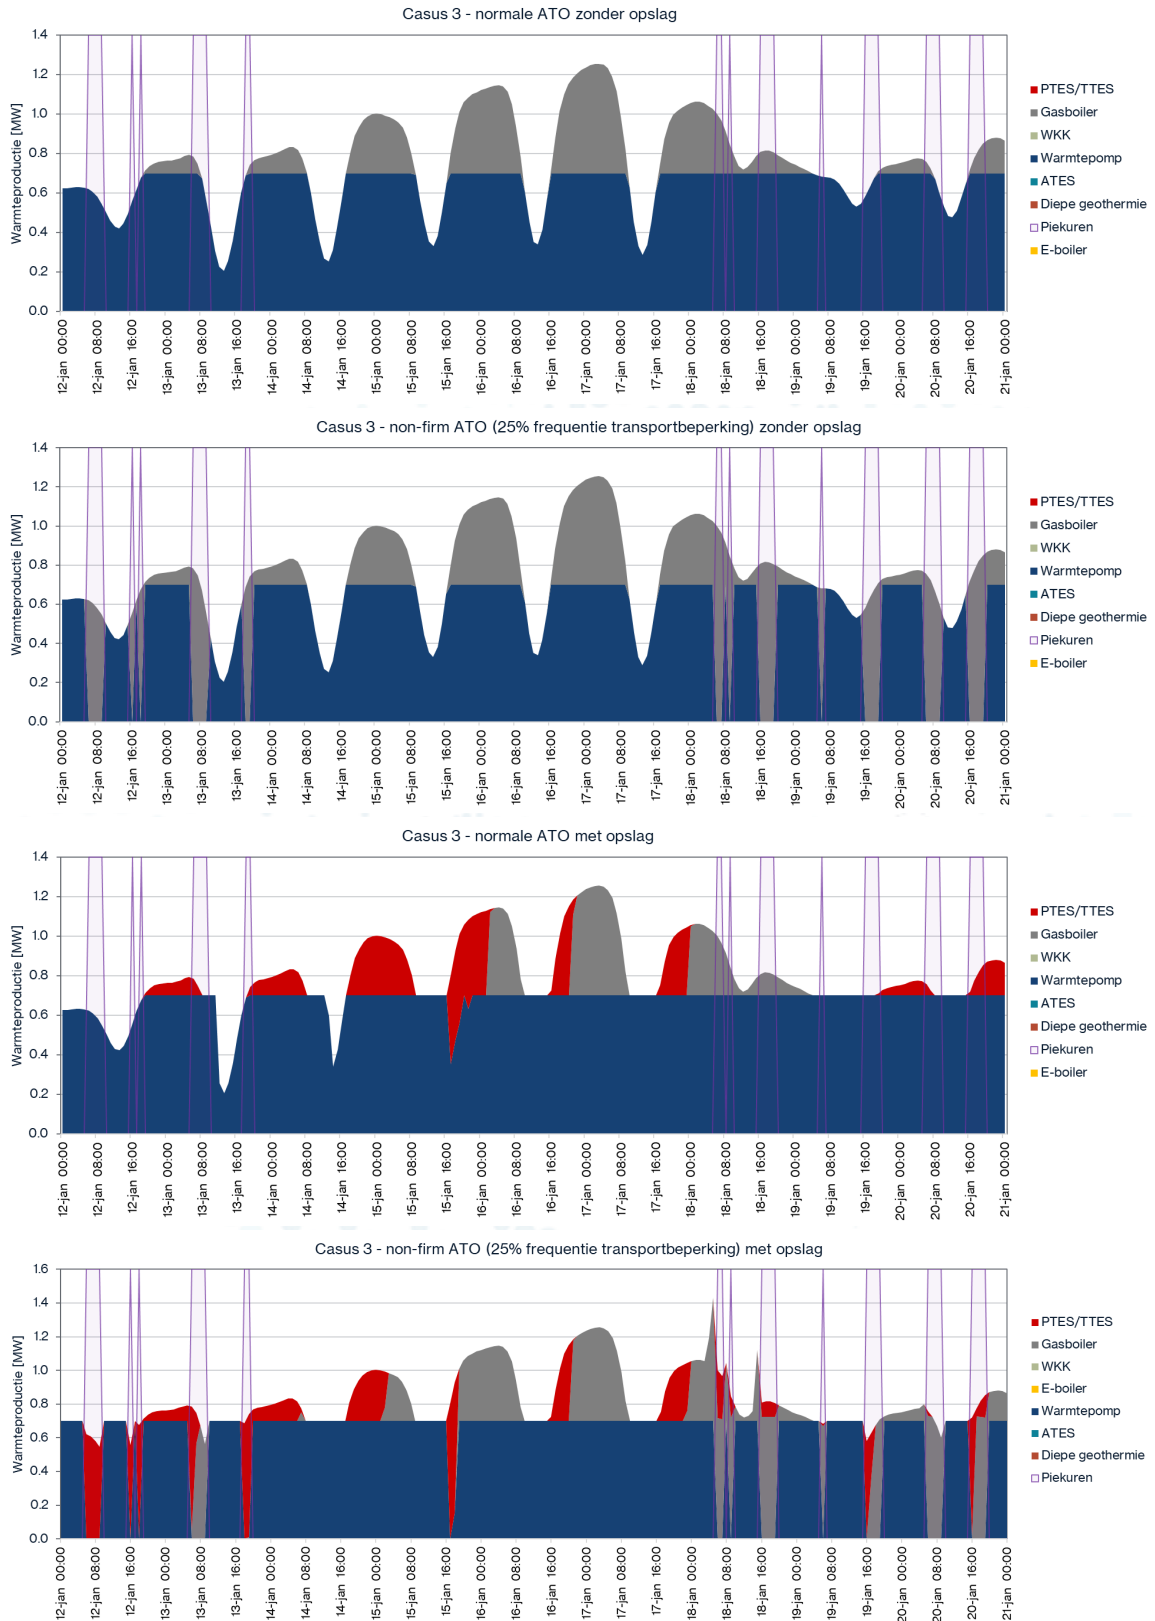 Casus 3 - normale ATO zonder opslag
Warmteproductie [MW]
1.4
1.2
1.0
0.8
0.6
0.4
0.2
0.0
12-jan 00:00
12-jan 08:00
12-jan 16:00
13-jan 00:00
13-jan 08:00
13-jan 16:00
14-jan 00:00
14-jan 08:00
14-jan 16:00
15-jan 00:00
15-jan 08:00
15-jan 16:00
16-jan 00:00
16-jan 08:00
16-jan 16:00
17-jan 00:00
17-jan 08:00
17-jan 16:00
18-jan 00:00
18-jan 08:00
18-jan 16:00
19-jan 00:00
19-jan 08:00
19-jan 16:00
20-jan 00:00
20-jan 08:00
20-jan 16:00
21-jan 00:00
PTES/TTES
Gasboiler
WKK
Warmtepomp
ATES
Diepe geothermie
Piekuren
E-boiler
Casus 3 - non-firm ATO (25% frequentie transportbeperking) zonder opslag
Warmteproductie [MW]
1.4
1.2
1.0
0.8
0.6
0.4
0.2
0.0
12-jan 00:00
12-jan 08:00
12-jan 16:00
13-jan 00:00
13-jan 08:00
13-jan 16:00
14-jan 00:00
14-jan 08:00
14-jan 16:00
15-jan 00:00
15-jan 08:00
15-jan 16:00
16-jan 00:00
16-jan 08:00
16-jan 16:00
17-jan 00:00
17-jan 08:00
17-jan 16:00
18-jan 00:00
18-jan 08:00
18-jan 16:00
19-jan 00:00
19-jan 08:00
19-jan 16:00
20-jan 00:00
20-jan 08:00
20-jan 16:00
21-jan 00:00
PTES/TTES
Gasboiler
WKK
Warmtepomp
ATES
Diepe geothermie
Piekuren
E-boiler
Casus 3 - normale ATO met opslag
Warmteproductie [MW]
1.4
1.2
1.0
0.8
0.6
0.4
0.2
0.0
12-jan 00:00
12-jan 08:00
12-jan 16:00
13-jan 00:00
13-jan 08:00
13-jan 16:00
14-jan 00:00
14-jan 08:00
14-jan 16:00
15-jan 00:00
15-jan 08:00
15-jan 16:00
16-jan 00:00
16-jan 08:00
16-jan 16:00
17-jan 00:00
17-jan 08:00
17-jan 16:00
18-jan 00:00
18-jan 08:00
18-jan 16:00
19-jan 00:00
19-jan 08:00
19-jan 16:00
20-jan 00:00
20-jan 08:00
20-jan 16:00
21-jan 00:00
PTES/TTES
Gasboiler
WKK
Warmtepomp
ATES
Diepe geothermie
Piekuren
E-boiler
Casus 3 - non-firm ATO (25% frequentie transportbeperking) met opslag
Warmteproductie [MW]
1.6
1.4
1.2
1.0
0.8
0.6
0.4
0.2
0.0
12-jan 00:00
12-jan 08:00
12-jan 16:00
13-jan 00:00
13-jan 08:00
13-jan 16:00
14-jan 00:00
14-jan 08:00
14-jan 16:00
15-jan 00:00
15-jan 08:00
15-jan 16:00
16-jan 00:00
16-jan 08:00
16-jan 16:00
17-jan 00:00
17-jan 08:00
17-jan 16:00
18-jan 00:00
18-jan 08:00
18-jan 16:00
19-jan 00:00
19-jan 08:00
19-jan 16:00
20-jan 00:00
20-jan 08:00
20-jan 16:00
21-jan 00:00
PTES/TTES
Gasboiler
WKK
E-boiler
Warmtepomp
ATES
Diepe geothermie
Piekuren